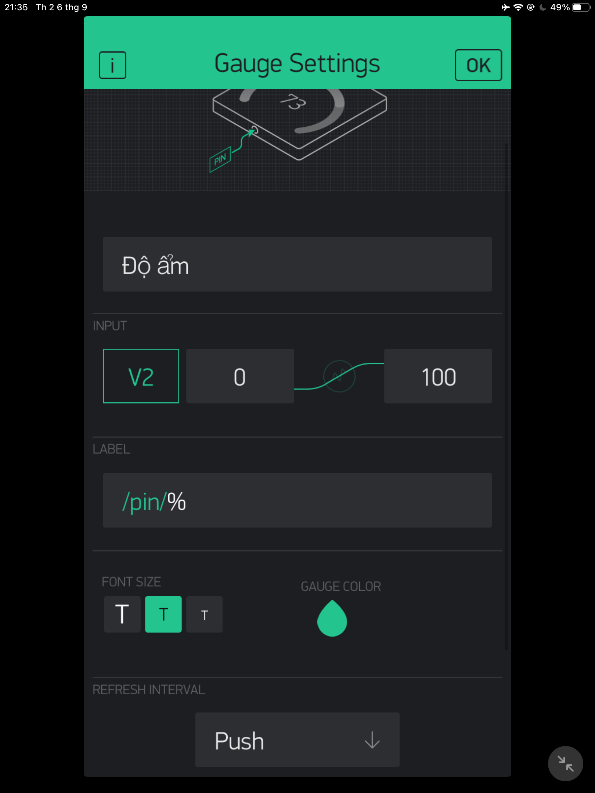 21:35 Th 2 6 thg 9
49%
i
Gauge Settings
OK
73
PIN
Độ ẩm
INPUT
V2
0
100
LABEL
/pin/%
FONT SIZE
GAUGE COLOR
T
T
T
REFRESH INTERVAL
Push